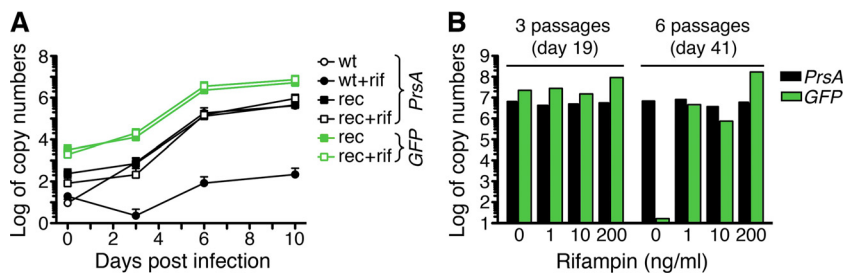 A
Log of copy numbers
8
6
4
2
0
0 2 4 6 8 10
Days post infection
wt
wt+rif
rec
rec+rif
PrsA
rec
rec+rif
GFP
B
3 passages
(day 19)
6 passages
(day 41)
Log of copy numbers
9
8
7
6
5
4
3
2
1
0 1 10 200 0 1 10 200
Rifampin (ng/ml)
PrsA
GFP